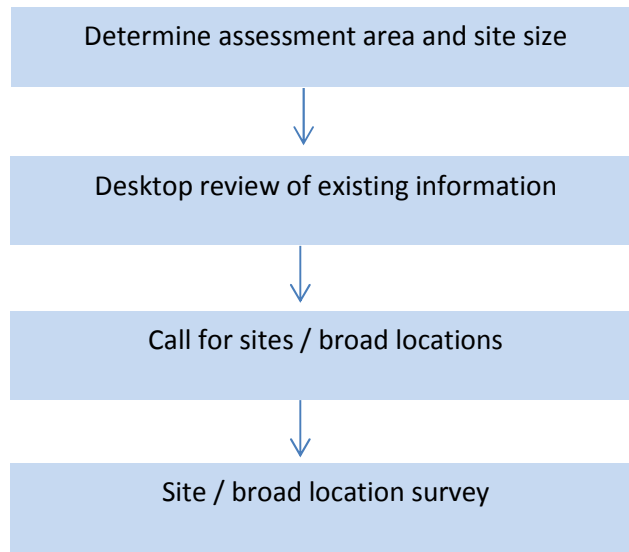 Determine assessment area and site size
Desktop review of existing information
Call for sites / broad locations
Site / broad location survey